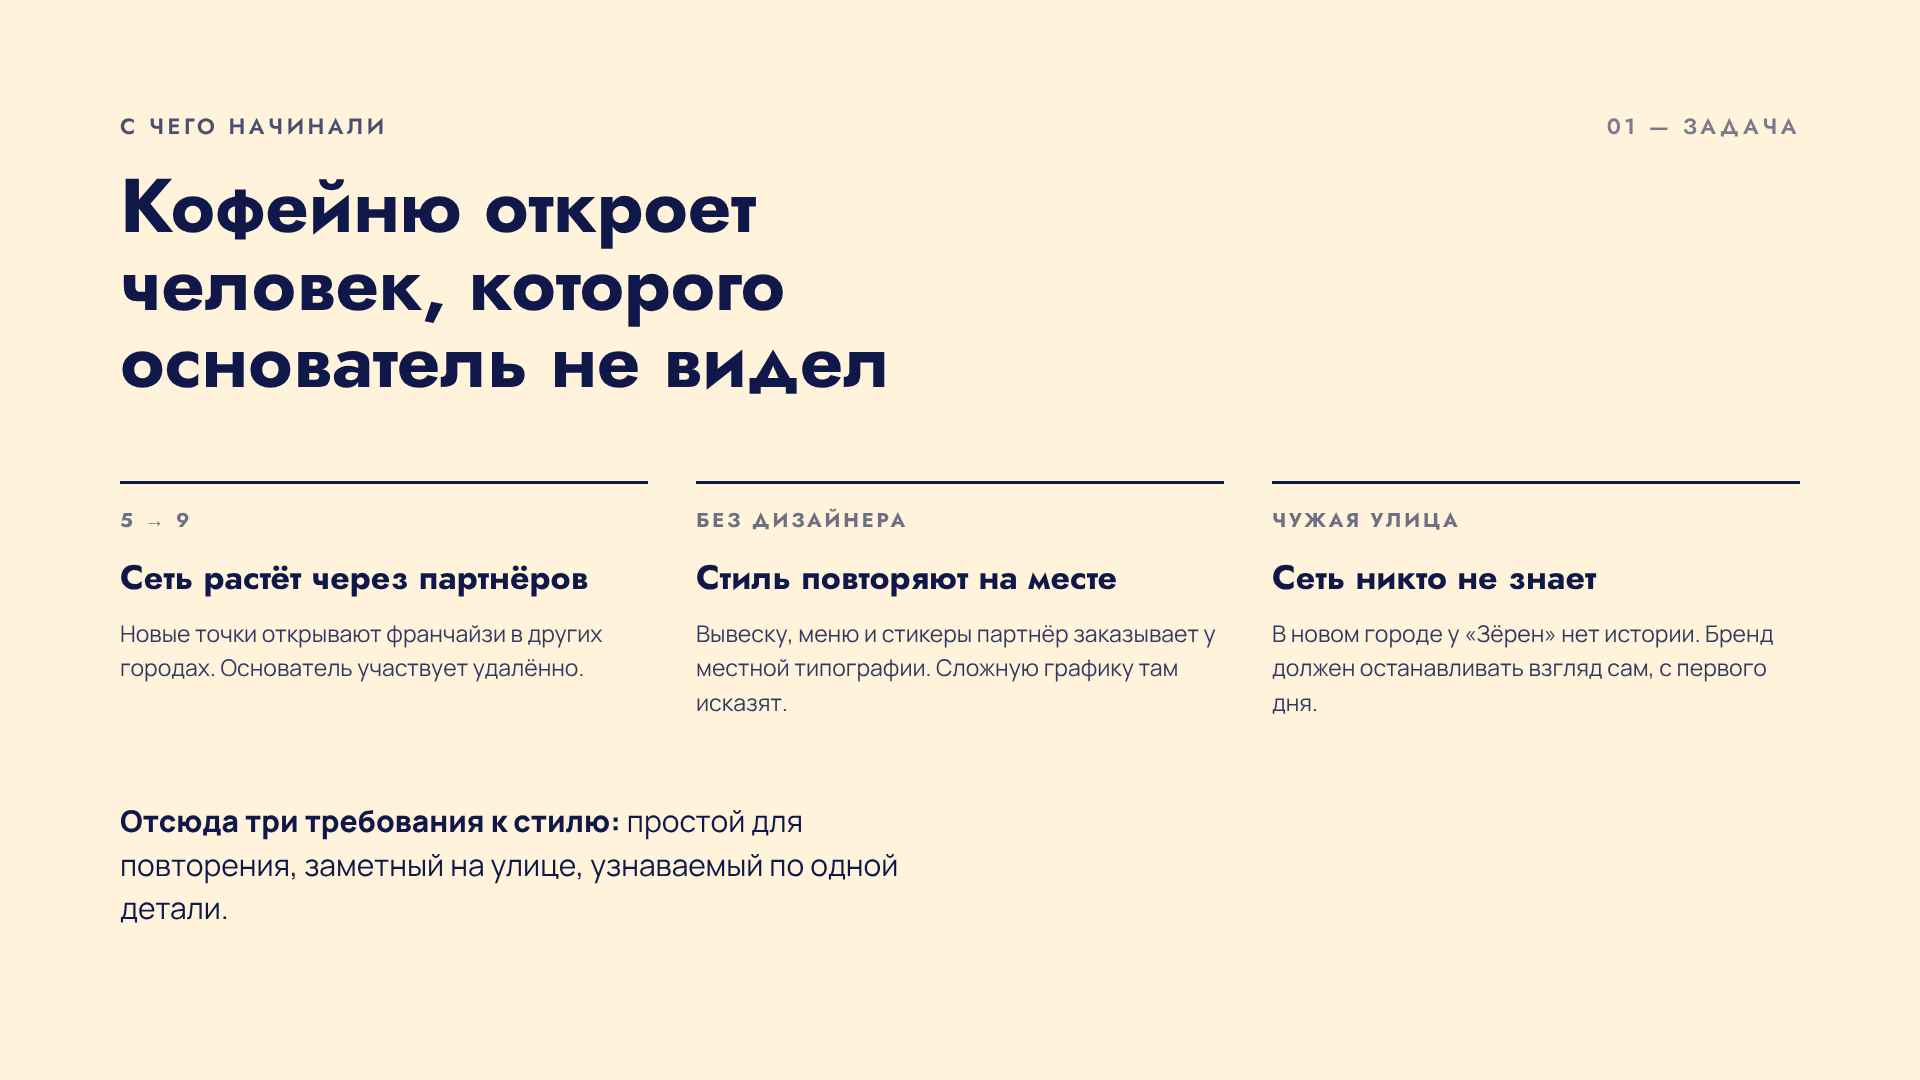 С ЧЕГО НАЧИНАЛИ
01 — ЗАДАЧА
Кофейню откроет
человек, которого
основатель не видел
5 → 9
Сеть растёт через партнёров
Новые точки открывают франчайзи в других
городах. Основатель участвует удалённо.
БЕЗ ДИЗАЙНЕРА
Стиль повторяют на месте
Вывеску, меню и стикеры партнёр заказывает у
местной типографии. Сложную графику там
исказят.
ЧУЖАЯ УЛИЦА
Сеть никто не знает
В новом городе у «Зёрен» нет истории. Бренд
должен останавливать взгляд сам, с первого
дня.
Отсюда три требования к стилю: простой для
повторения, заметный на улице, узнаваемый по одной
детали.